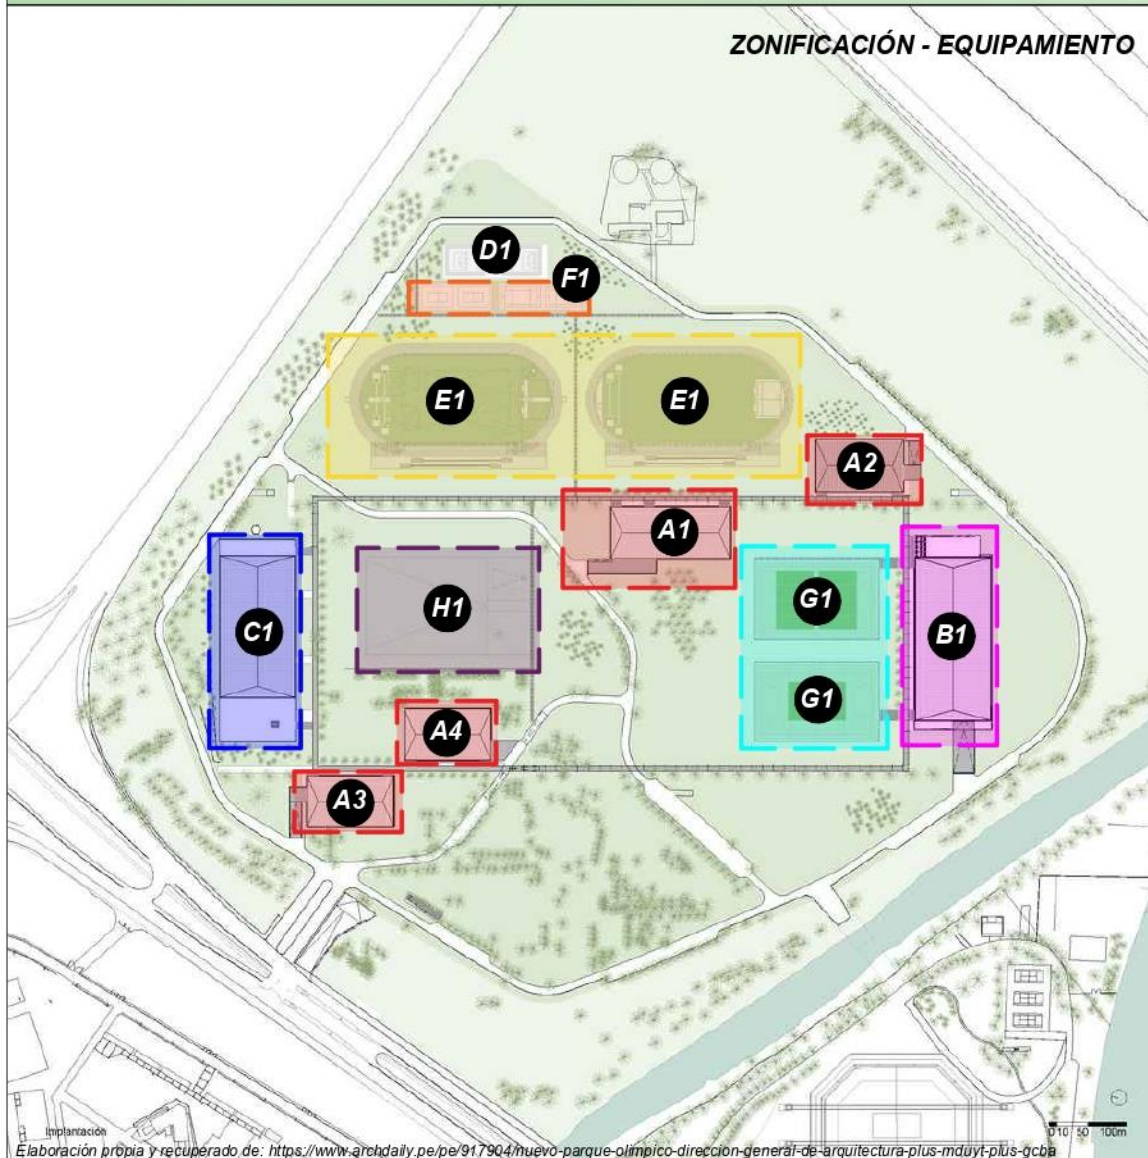 ZONIFICACIÓN - EQUIPAMIENTO
D1
F1
E1
E1
A2
A1
G1
H1
C1
B1
G1
A4
A3
Implantación
0 10 50 100m
Elaboración propia y recuperado de: https://www.archdaily.pe/pe/917904/nuevo-parque-olimpico-direccion-general-de-arquitectura-plus-mduyt-plus-gcba